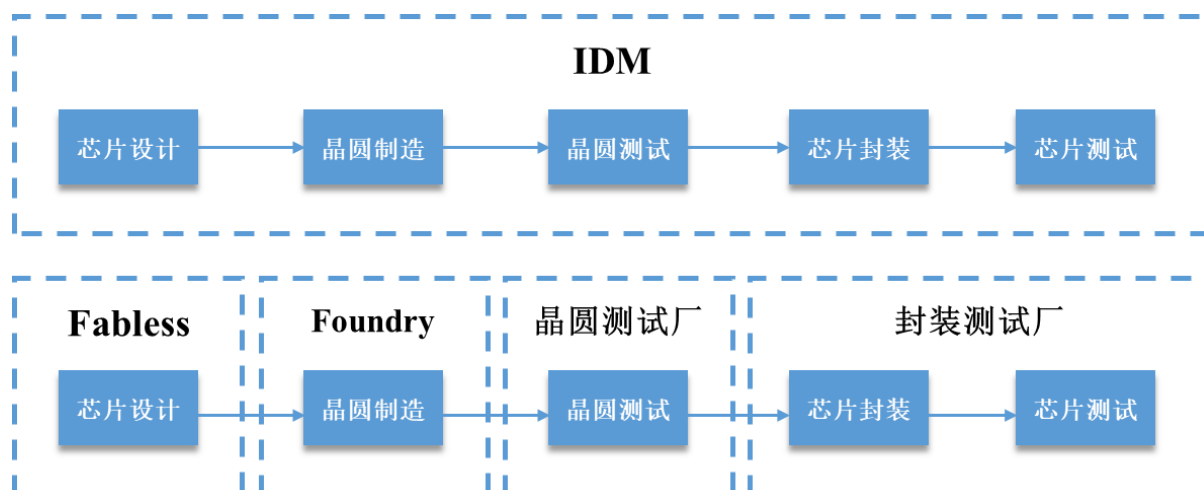 IDM
芯片设计
晶圆制造
晶圆测试
芯片封装
芯片测试
Fabless
Foundry
晶圆测试厂
封装测试厂
芯片设计
晶圆制造
晶圆测试
芯片封装
芯片测试